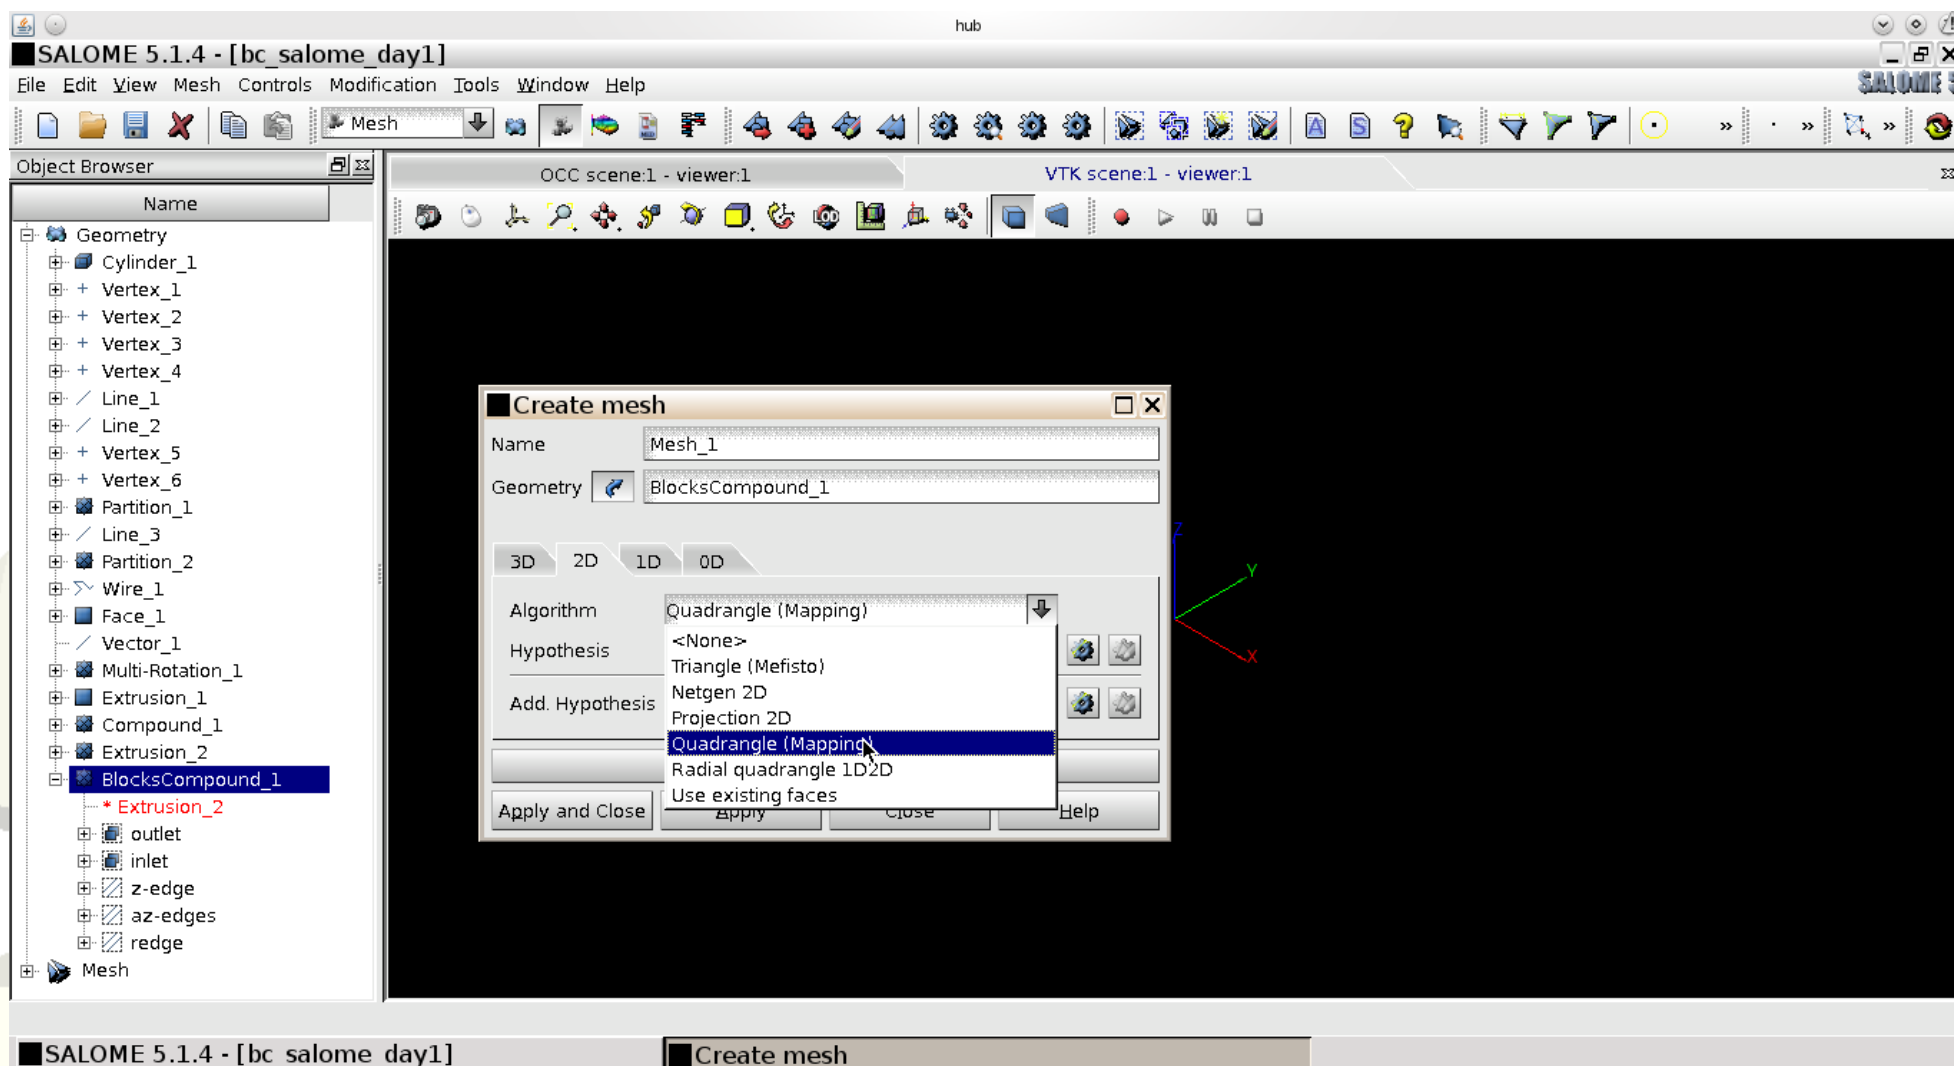 hub
SALOME 5.1.4 - [bc_salome_day1]
File Edit View Mesh Controls Modification Tools Window Help
SALOME 5
Mesh
Object Browser
OCC scene:1 - viewer:1
VTK scene:1 - viewer:1
Name
Geometry
Cylinder_1
Vertex_1
Vertex_2
Vertex_3
Vertex_4
Line_1
Line_2
Vertex_5
Vertex_6
Partition_1
Line_3
Partition_2
Wire_1
Face_1
Vector_1
Multi-Rotation_1
Extrusion_1
Compound_1
Extrusion_2
BlocksCompound_1
* Extrusion_2
outlet
inlet
z-edge
az-edges
redge
Mesh
Create mesh
Name Mesh_1
Geometry BlocksCompound_1
3D 2D 1D 0D
Algorithm Quadrangle (Mapping)
Hypothesis
Add. Hypothesis
<None>
Triangle (Mefisto)
Netgen 2D
Projection 2D
Quadrangle (Mapping)
Radial quadrangle 1D2D
Use existing faces
Apply and Close Apply Close Help
Z
Y
X
SALOME 5.1.4 - [bc_salome_day1]
Create mesh